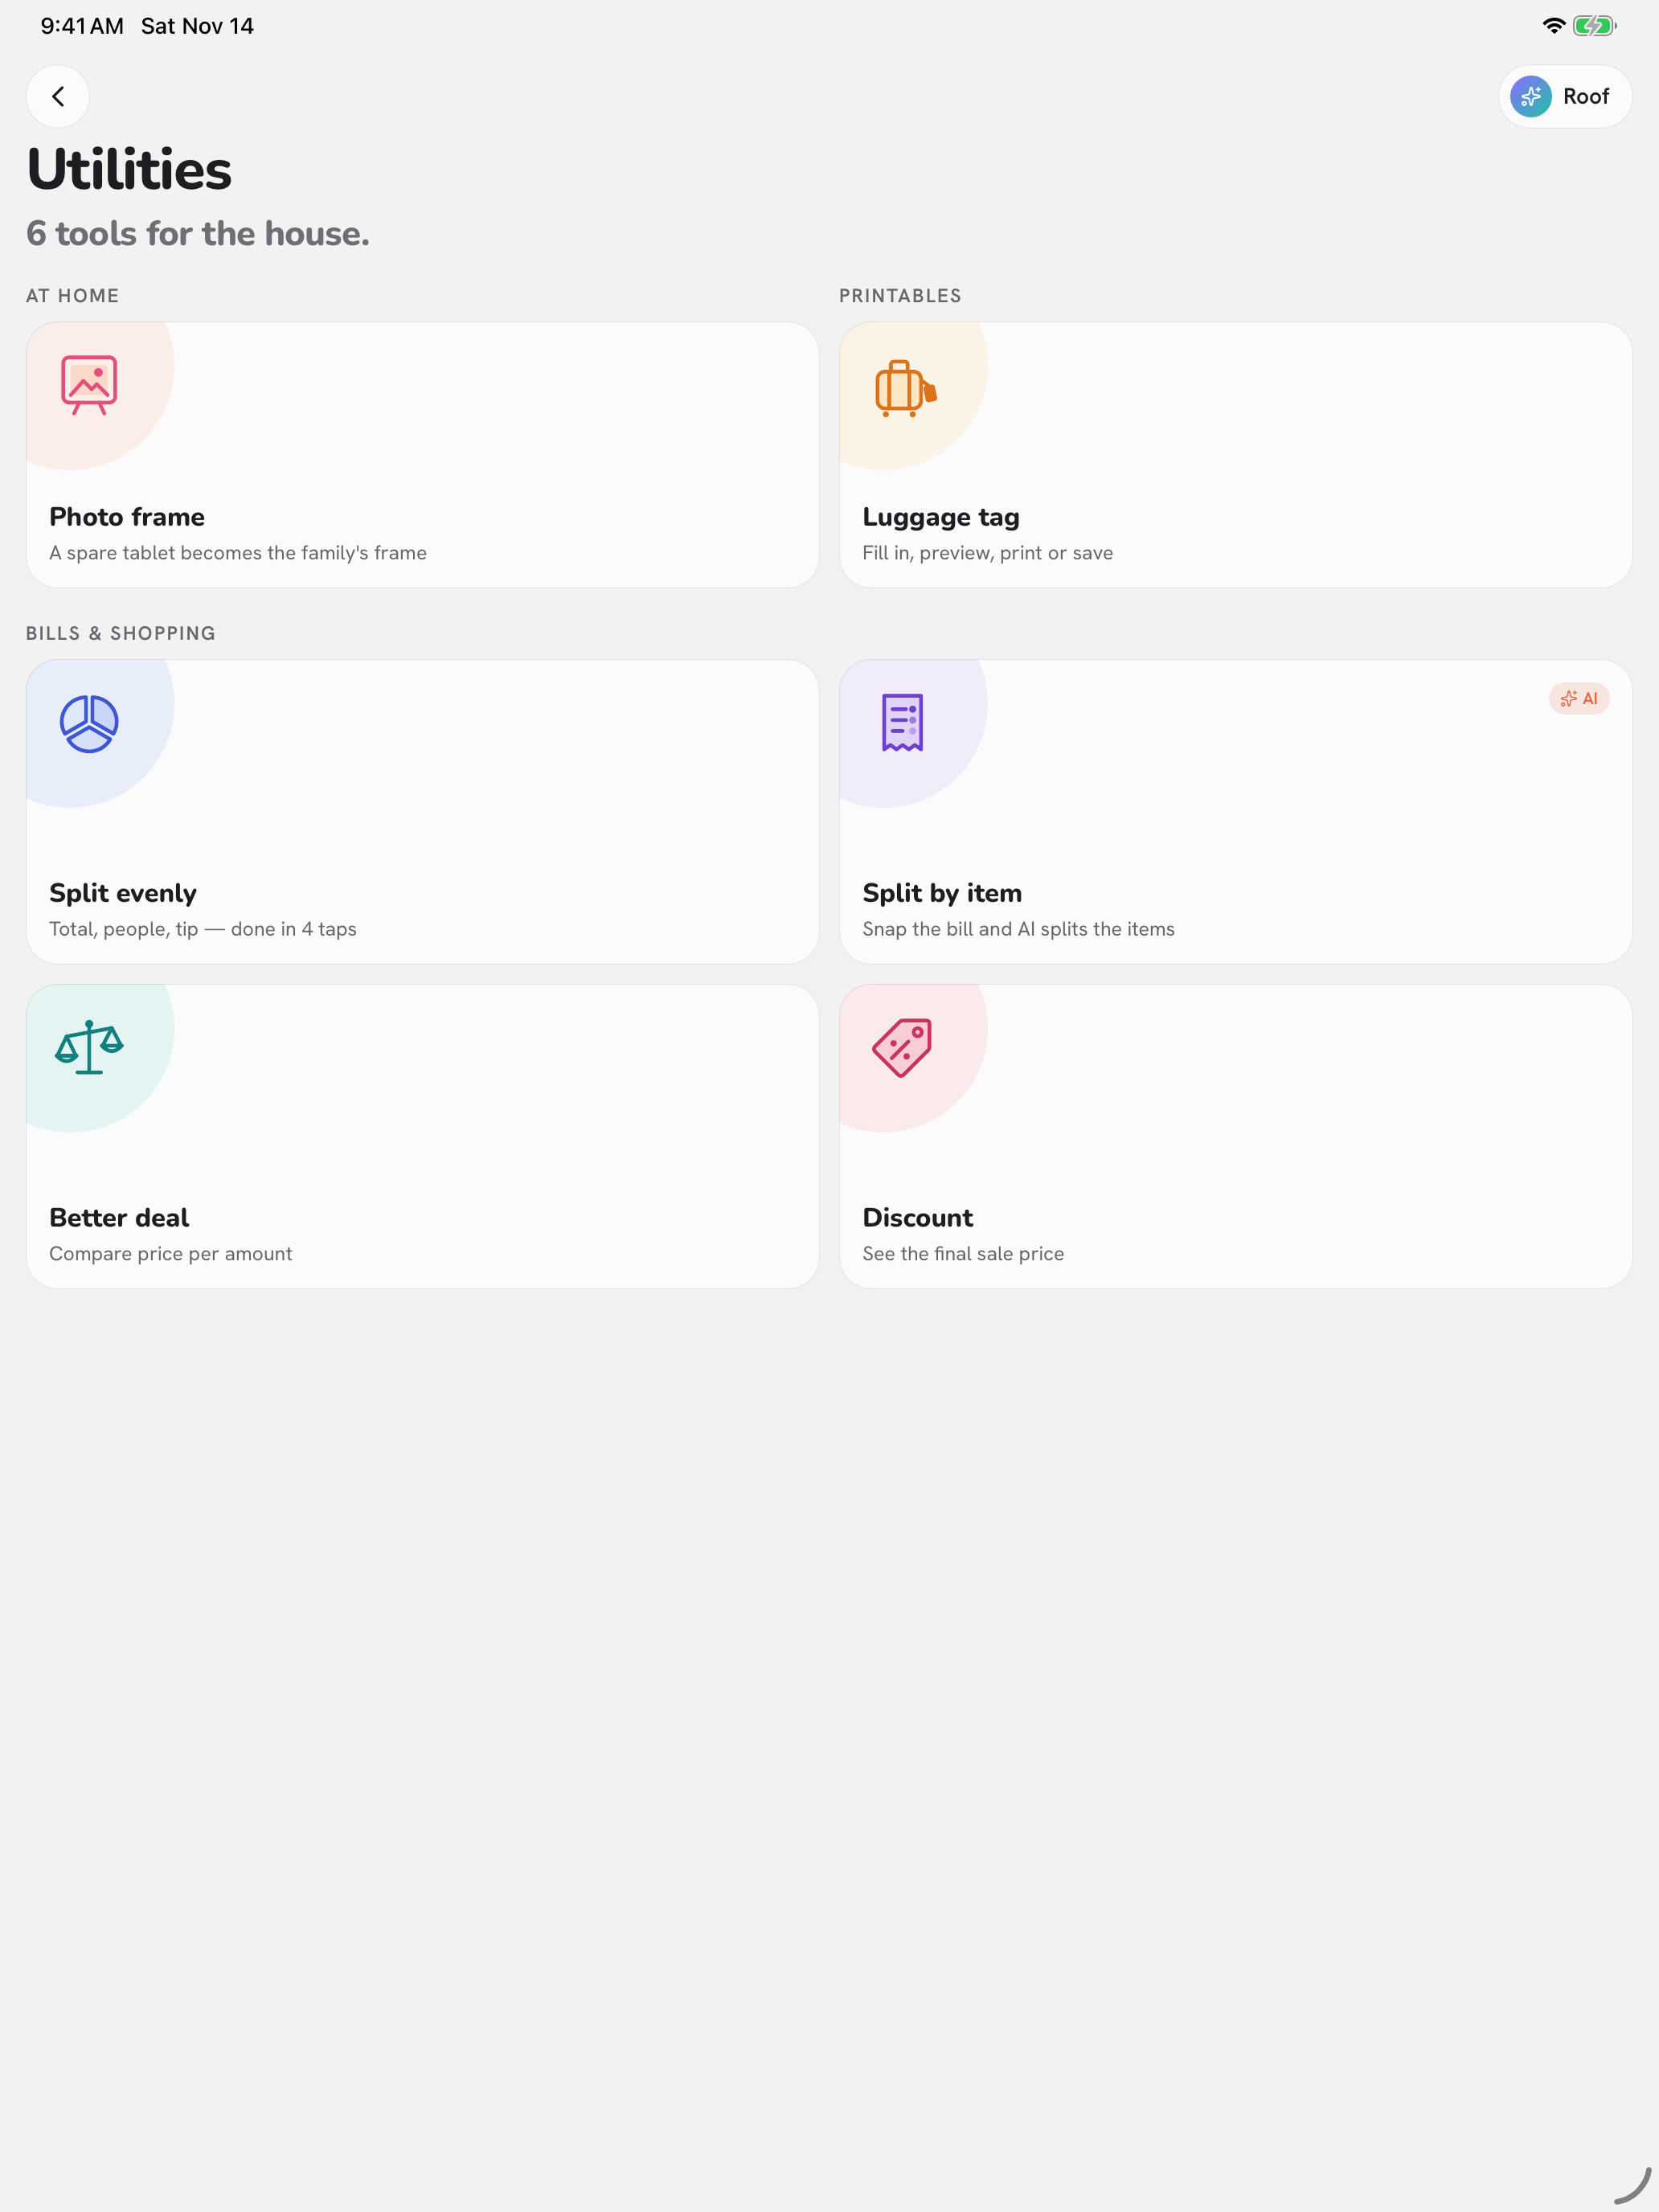 9:41 AM Sat Nov 14
Roof
Utilities
6 tools for the house.
AT HOME
PRINTABLES
Photo frame
A spare tablet becomes the family's frame
Luggage tag
Fill in, preview, print or save
BILLS & SHOPPING
AI
Split evenly
Total, people, tip — done in 4 taps
Split by item
Snap the bill and AI splits the items
Better deal
Compare price per amount
Discount
See the final sale price